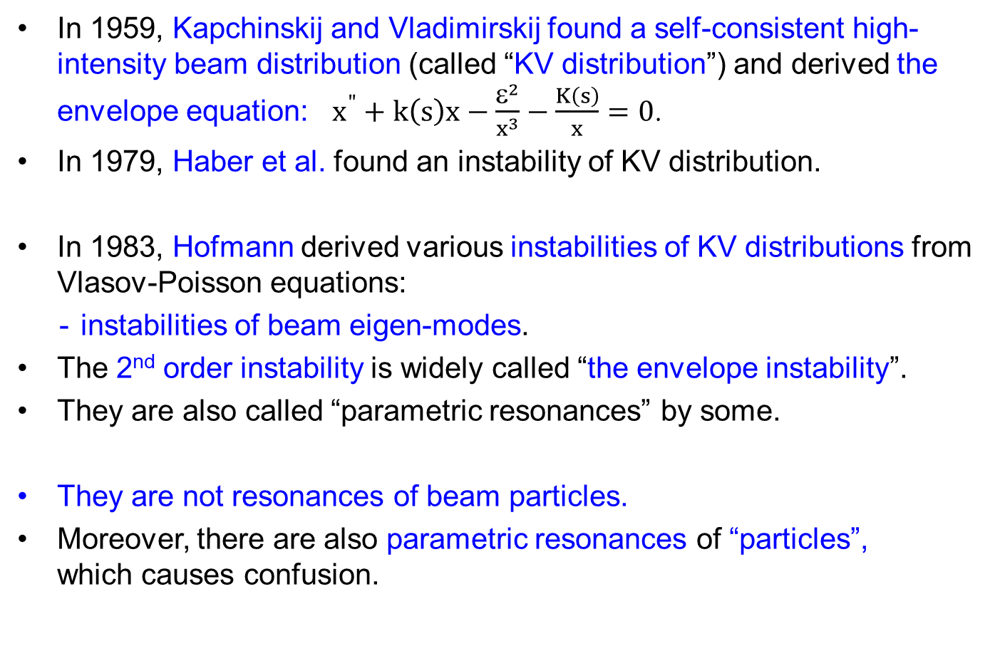 • In 1959, Kapchinskij and Vladimirskij found a self-consistent high-
intensity beam distribution (called “KV distribution”) and derived the
envelope equation: x" + k(s)x − ε²/x³ − K(s)/x = 0.
• In 1979, Haber et al. found an instability of KV distribution.
• In 1983, Hofmann derived various instabilities of KV distributions from
Vlasov-Poisson equations:
- instabilities of beam eigen-modes.
• The 2nd order instability is widely called “the envelope instability”.
• They are also called “parametric resonances” by some.
• They are not resonances of beam particles.
• Moreover, there are also parametric resonances of “particles”,
which causes confusion.